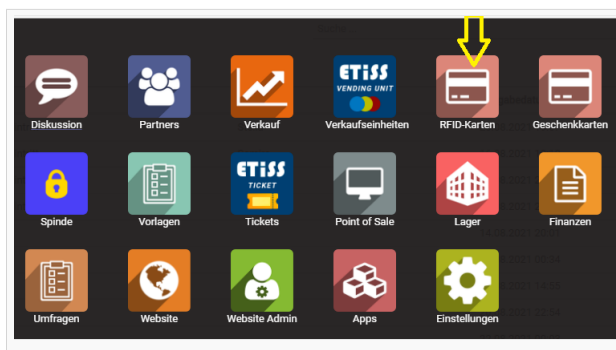 ETiSS
VENDING UNIT
Diskussion Partners Verkauf Verkaufseinheiten RFID-Karten Geschenkkarten
ETiSS
TICKET
Spinde Vorlagen Tickets Point of Sale Lager Finanzen
Umfragen Website Website Admin Apps Einstellungen